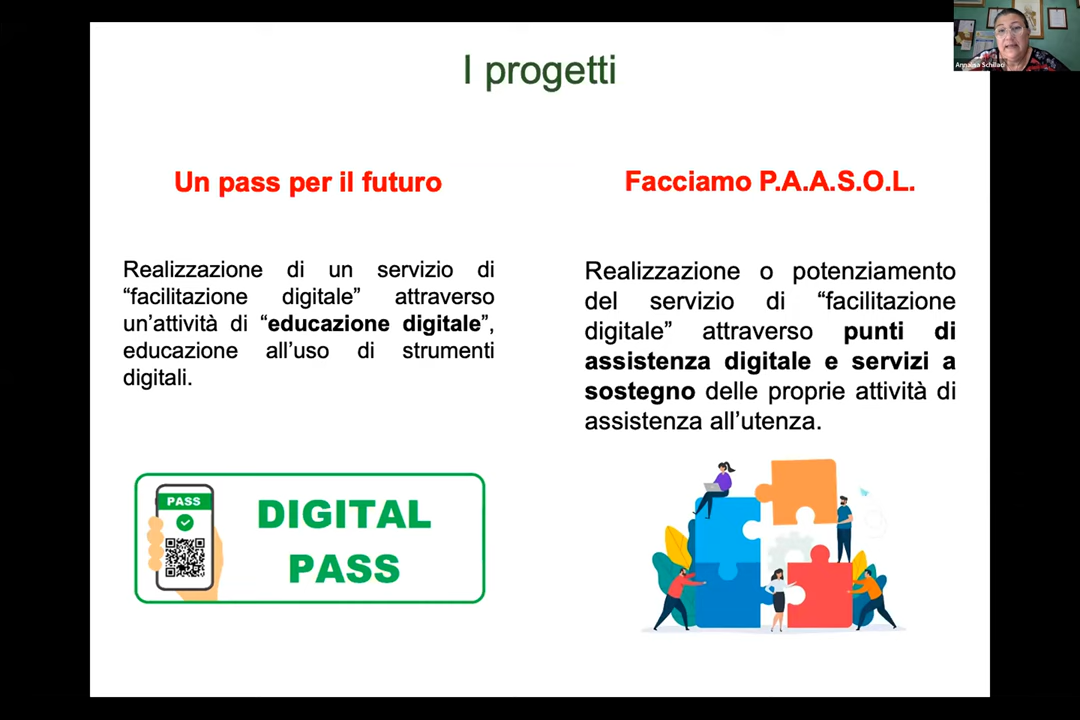 I progetti
Un pass per il futuro
Realizzazione di un servizio di
“facilitazione digitale” attraverso
un’attività di “educazione digitale”,
educazione all’uso di strumenti
digitali.
PASS
DIGITAL
PASS
Facciamo P.A.A.S.O.L.
Realizzazione o potenziamento
del servizio di “facilitazione
digitale” attraverso punti di
assistenza digitale e servizi a
sostegno delle proprie attività di
assistenza all’utenza.